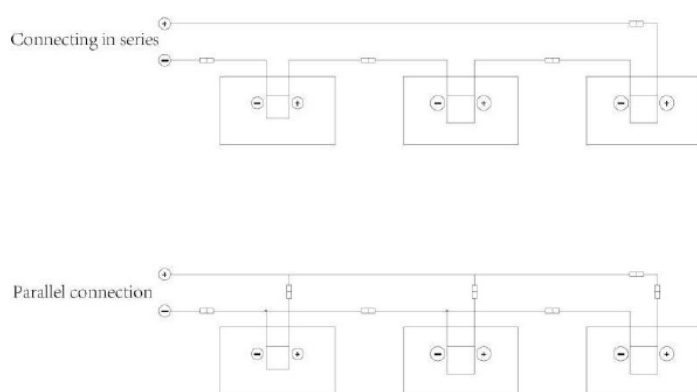 +
Connecting in series
−
− + − + − +
+
Parallel connection
−
− + − + − +